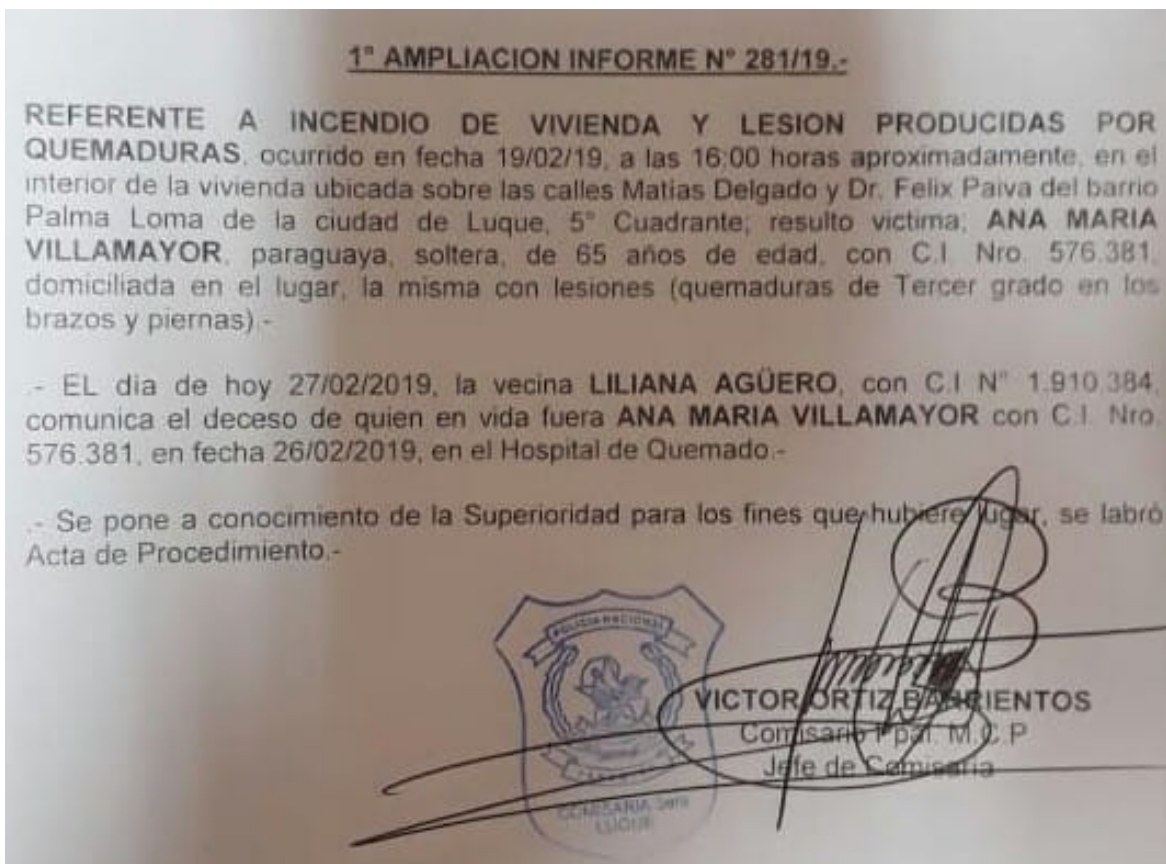 1° AMPLIACION INFORME N° 281/19.-
REFERENTE A INCENDIO DE VIVIENDA Y LESION PRODUCIDAS POR
QUEMADURAS, ocurrido en fecha 19/02/19, a las 16:00 horas aproximadamente, en el
interior de la vivienda ubicada sobre las calles Matias Delgado y Dr. Felix Paiva del barrio
Palma Loma de la ciudad de Luque, 5° Cuadrante; resulto victima; ANA MARIA
VILLAMAYOR, paraguaya, soltera, de 65 años de edad, con C.I. Nro. 576.381,
domiciliada en el lugar, la misma con lesiones (quemaduras de Tercer grado en los
brazos y piernas).-
.- EL dia de hoy 27/02/2019, la vecina LILIANA AGÜERO, con C.I N° 1.910.384,
comunica el deceso de quien en vida fuera ANA MARIA VILLAMAYOR con C.I. Nro.
576.381, en fecha 26/02/2019, en el Hospital de Quemado.-
.- Se pone a conocimiento de la Superioridad para los fines que hubiere lugar, se labró
Acta de Procedimiento.-
POLICIA NACIONAL
VICTOR ORTIZ BARRIENTOS
Comisario Ppal. M.C.P
Jefe de Comisaria
COMISARIA
LUQUE